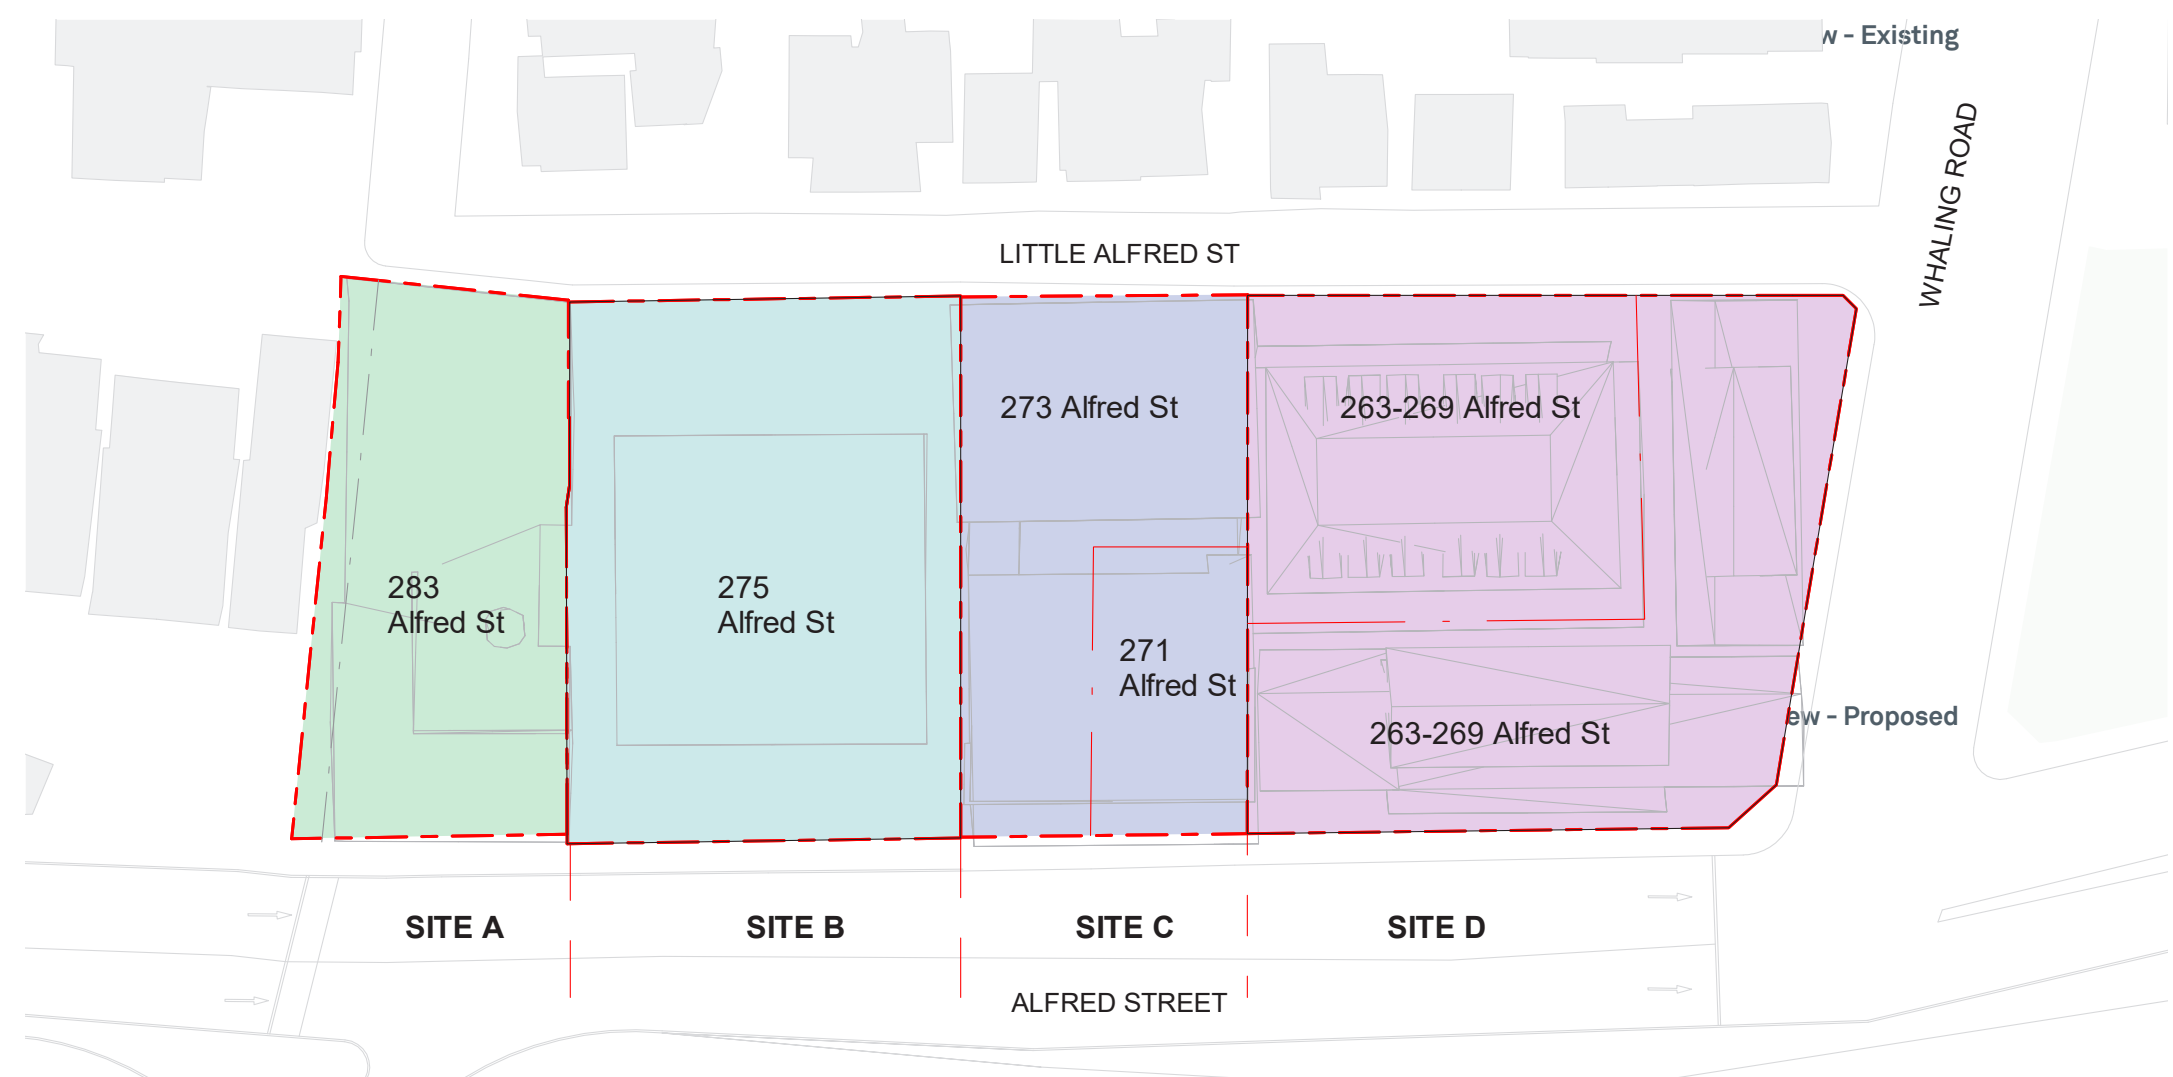 w - Existing
WHALING ROAD
LITTLE ALFRED ST
273 Alfred St
263-269 Alfred St
283
Alfred St
275
Alfred St
271
Alfred St
263-269 Alfred St
ew - Proposed
SITE A
SITE B
SITE C
SITE D
ALFRED STREET